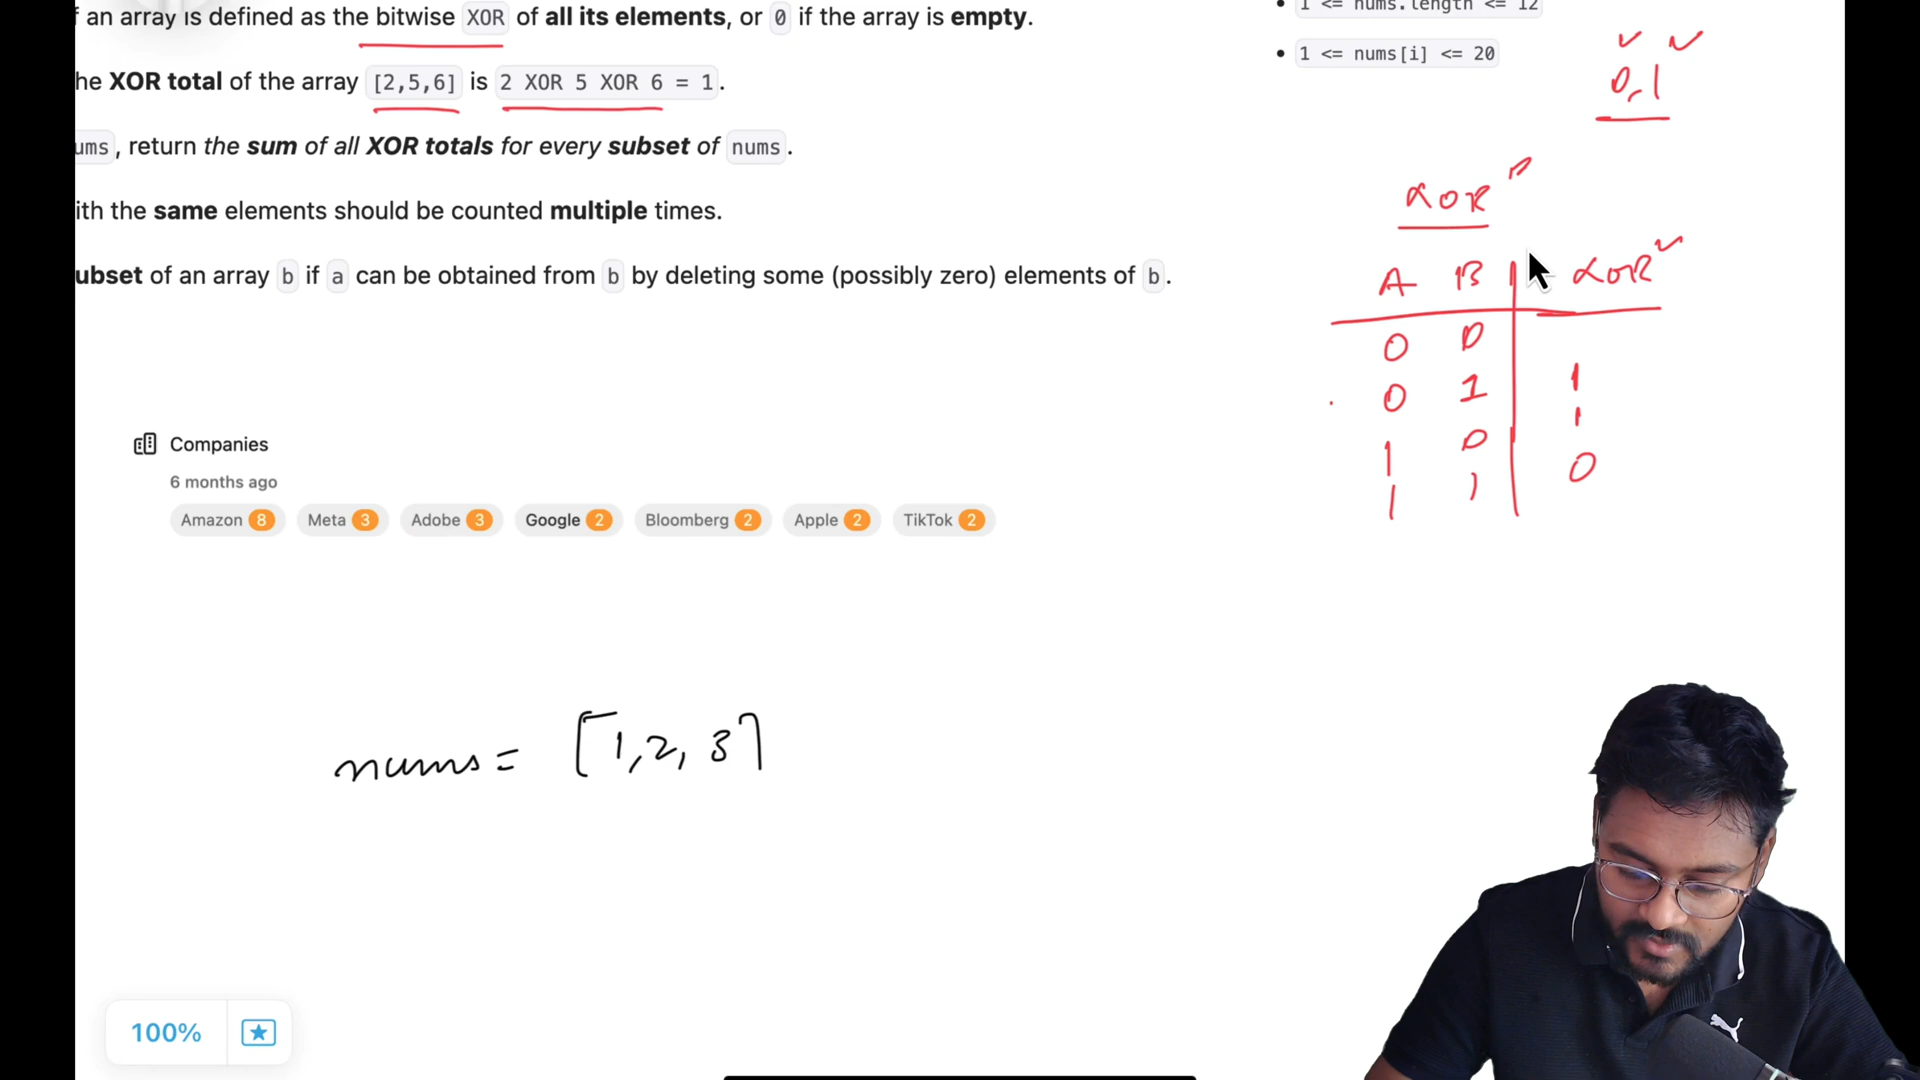 f an array is defined as the bitwise XOR of all its elements, or 0 if the array is empty.
he XOR total of the array [2,5,6] is 2 XOR 5 XOR 6 = 1.
ums, return the sum of all XOR totals for every subset of nums.
ith the same elements should be counted multiple times.
ubset of an array b if a can be obtained from b by deleting some (possibly zero) elements of b.
1 <= nums.length <= 12
1 <= nums[i] <= 20
0,1
XOR
A B XOR
0 0
0 1 1
1 0 1
1 1 0
Companies
6 months ago
Amazon 8 Meta 3 Adobe 3 Google 2 Bloomberg 2 Apple 2 TikTok 2
nums = [1,2,3]
100%